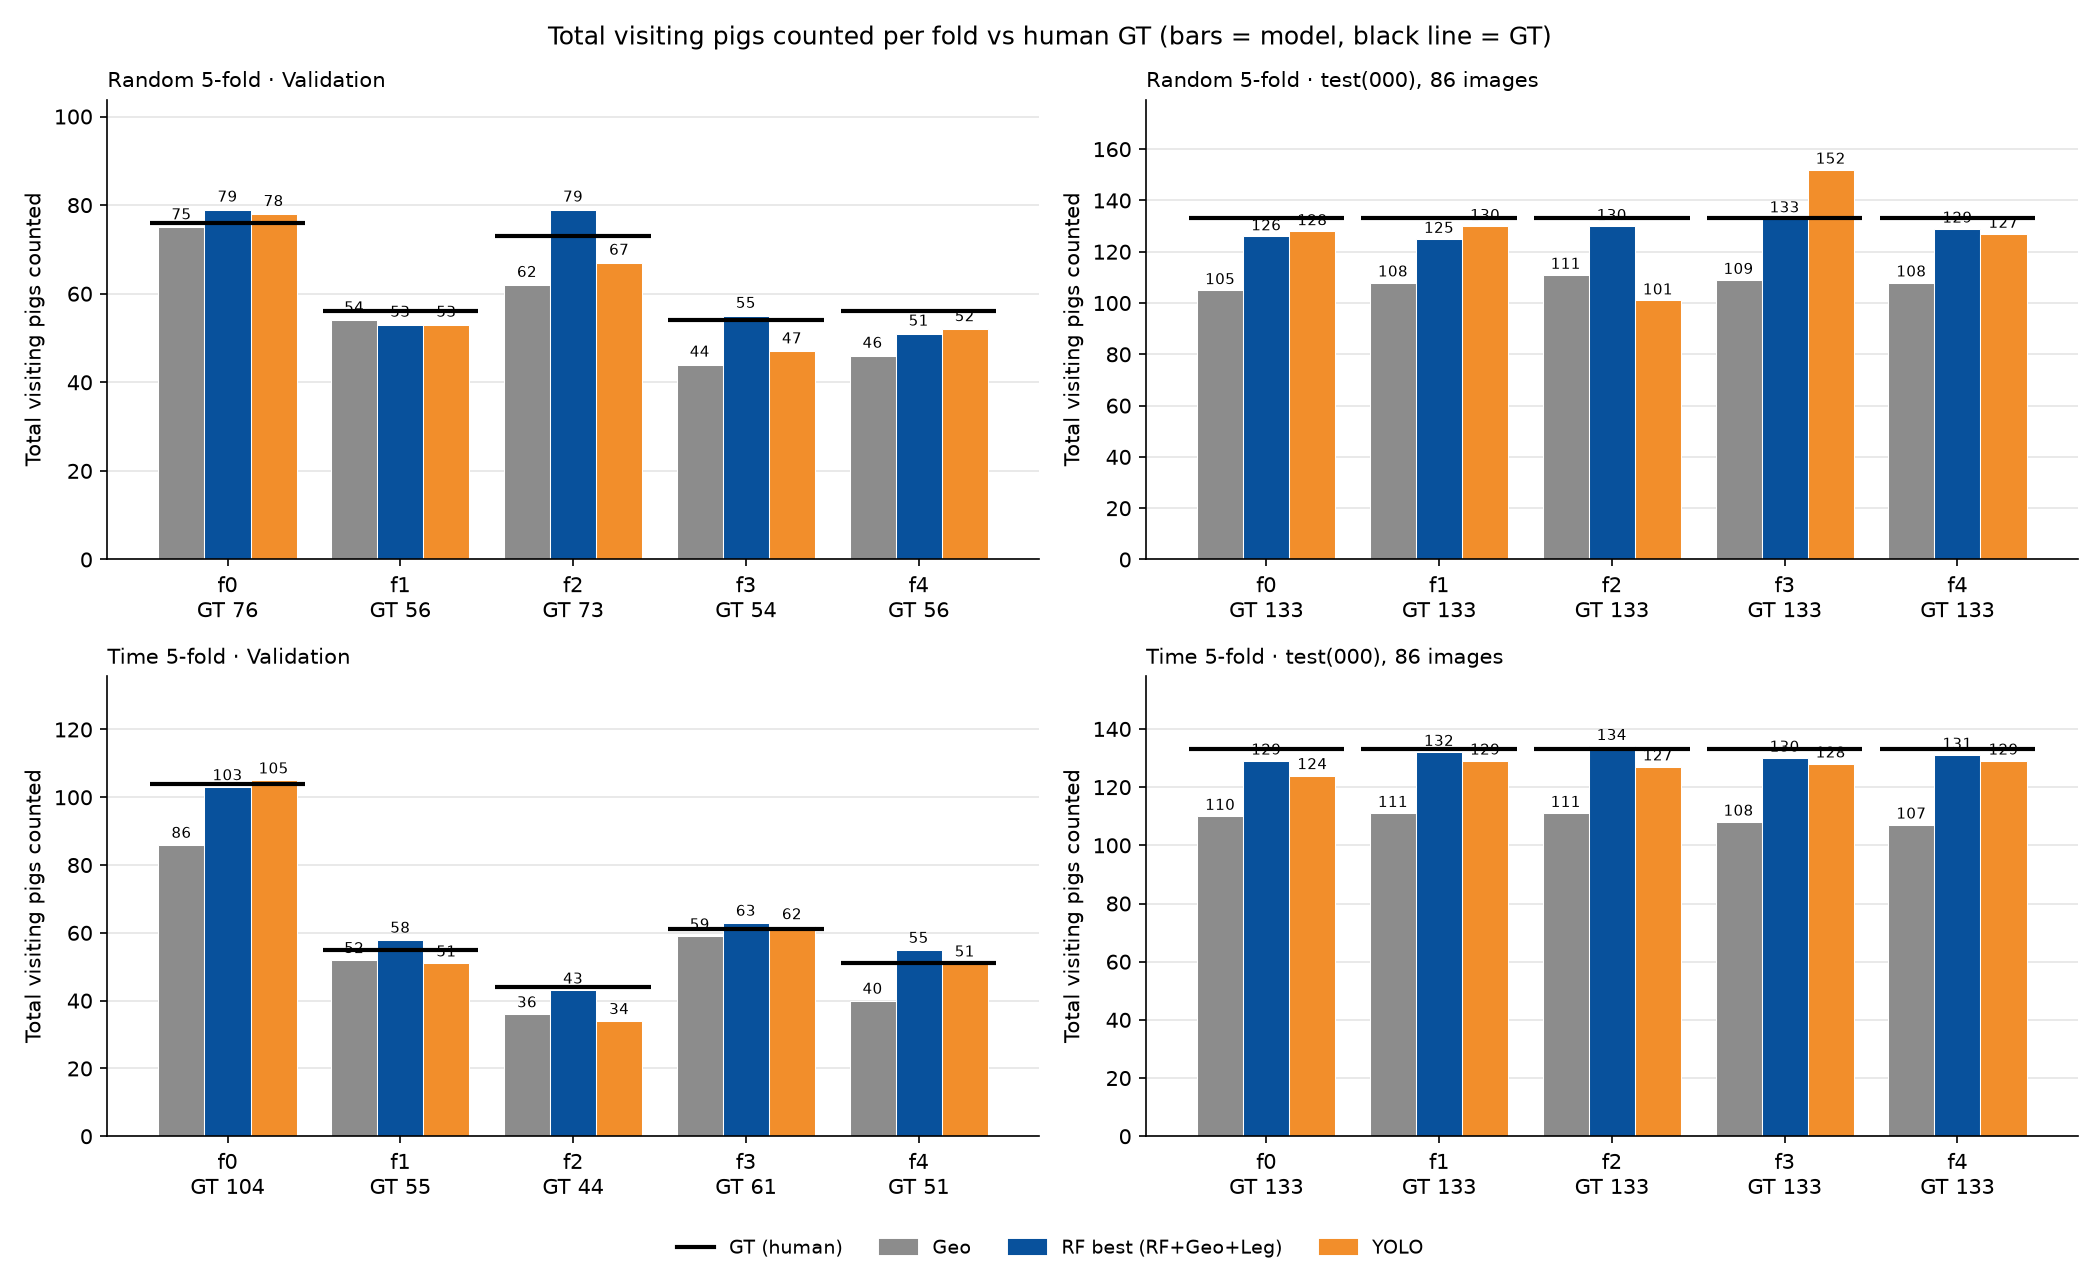 Total visiting pigs counted per fold vs human GT (bars = model, black line = GT)
Random 5-fold · Validation
Total visiting pigs counted
100
80
60
40
20
0
75 79 78
54 53 53
62 79 67
44 55 47
46 51 52
f0 f1 f2 f3 f4
GT 76 GT 56 GT 73 GT 54 GT 56
Random 5-fold · test(000), 86 images
Total visiting pigs counted
160
140
120
100
80
60
40
20
0
105 126 128
108 125 130
111 130 101
109 133 152
108 129 127
f0 f1 f2 f3 f4
GT 133 GT 133 GT 133 GT 133 GT 133
Time 5-fold · Validation
Total visiting pigs counted
120
100
80
60
40
20
0
86 103 105
52 58 51
36 43 34
59 63 62
40 55 51
f0 f1 f2 f3 f4
GT 104 GT 55 GT 44 GT 61 GT 51
Time 5-fold · test(000), 86 images
Total visiting pigs counted
140
120
100
80
60
40
20
0
110 129 124
111 132 129
111 134 127
108 130 128
107 131 129
f0 f1 f2 f3 f4
GT 133 GT 133 GT 133 GT 133 GT 133
GT (human) Geo RF best (RF+Geo+Leg) YOLO